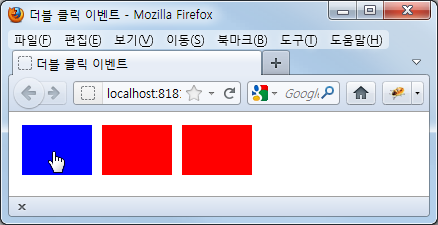 더블 클릭 이벤트 - Mozilla Firefox
파일(F) 편집(E) 보기(V) 이동(S) 북마크(B) 도구(T) 도움말(H)
더블 클릭 이벤트
localhost:818 Google
x